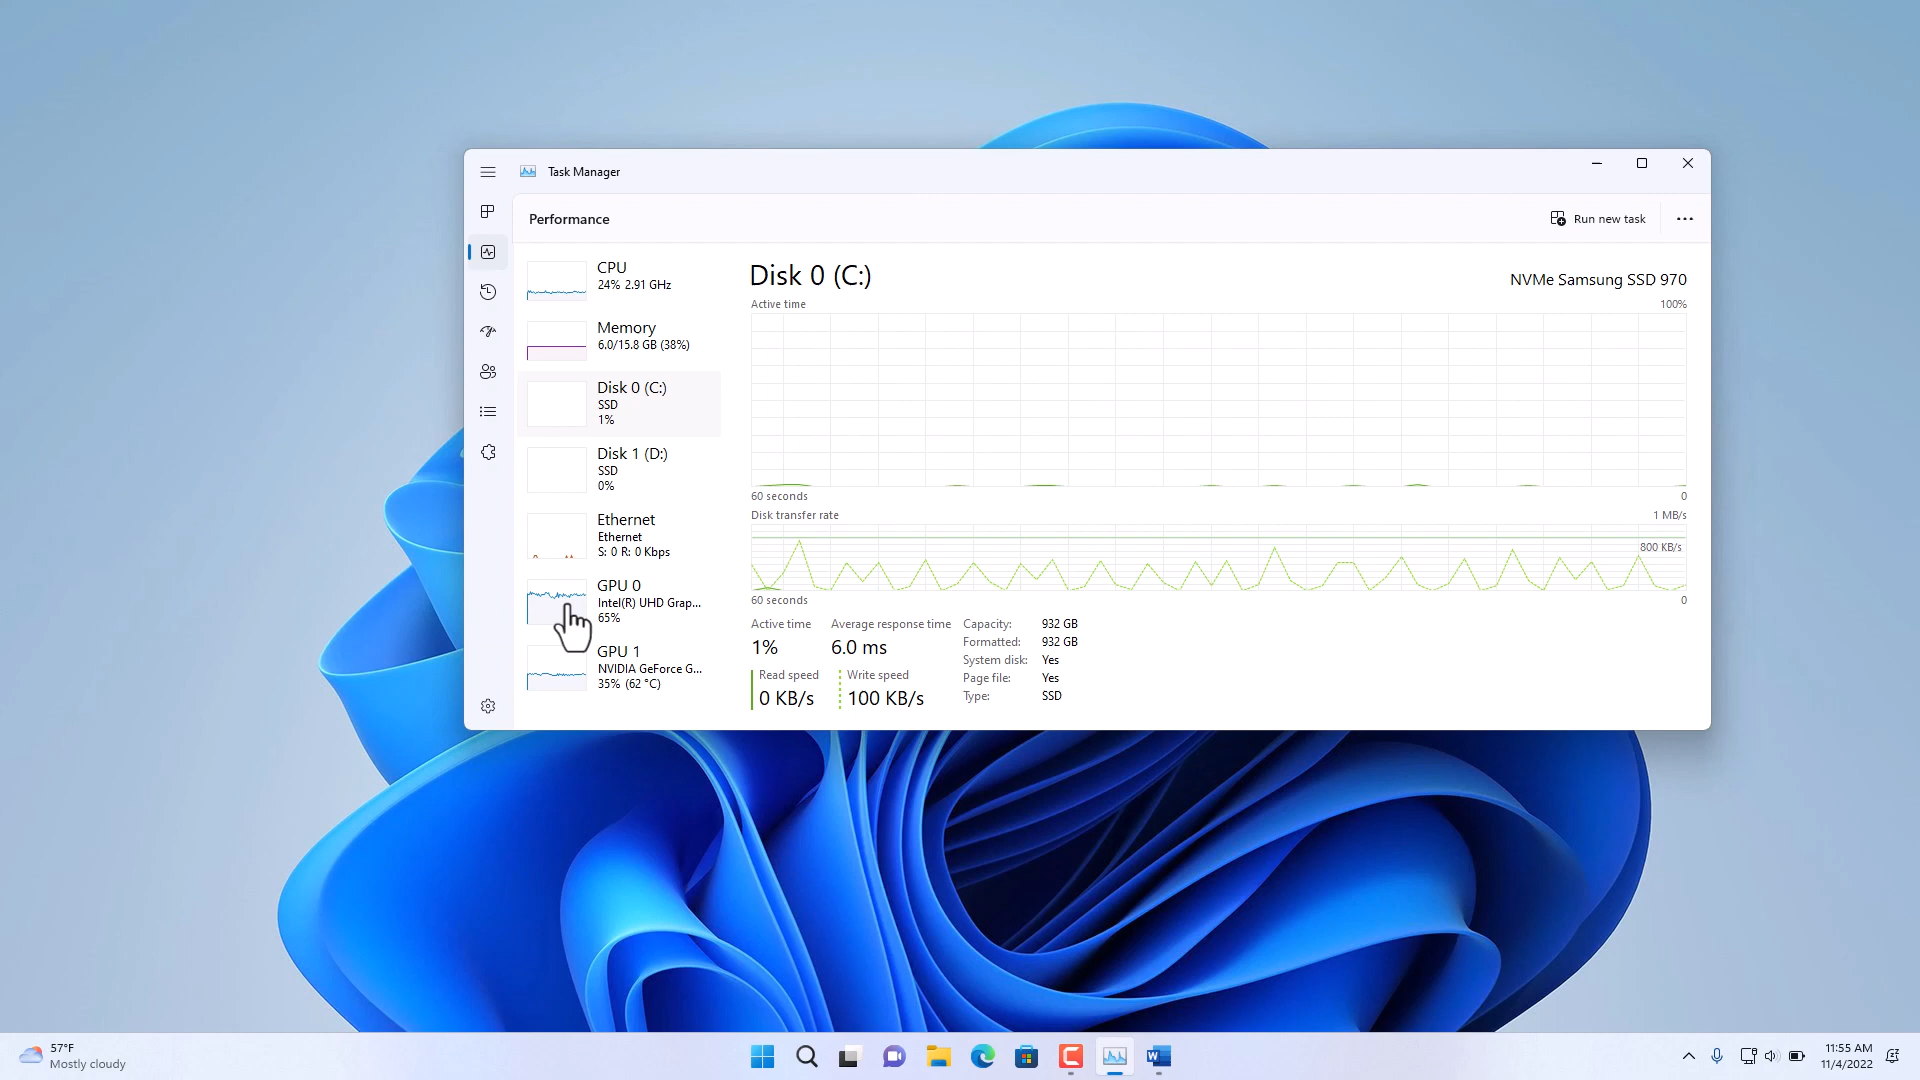 Task Manager
Performance
Run new task
CPU
24% 2.91 GHz
Memory
6.0/15.8 GB (38%)
Disk 0 (C:)
SSD
1%
Disk 1 (D:)
SSD
0%
Ethernet
Ethernet
S: 0 R: 0 Kbps
GPU 0
Intel(R) UHD Grap...
65%
GPU 1
NVIDIA GeForce G...
35% (62 °C)
Disk 0 (C:)
NVMe Samsung SSD 970
Active time
100%
60 seconds
0
Disk transfer rate
1 MB/s
800 KB/s
60 seconds
0
Active time
1%
Average response time
6.0 ms
Read speed
0 KB/s
Write speed
100 KB/s
Capacity: 932 GB
Formatted: 932 GB
System disk: Yes
Page file: Yes
Type: SSD
57°F
Mostly cloudy
11:55 AM
11/4/2022